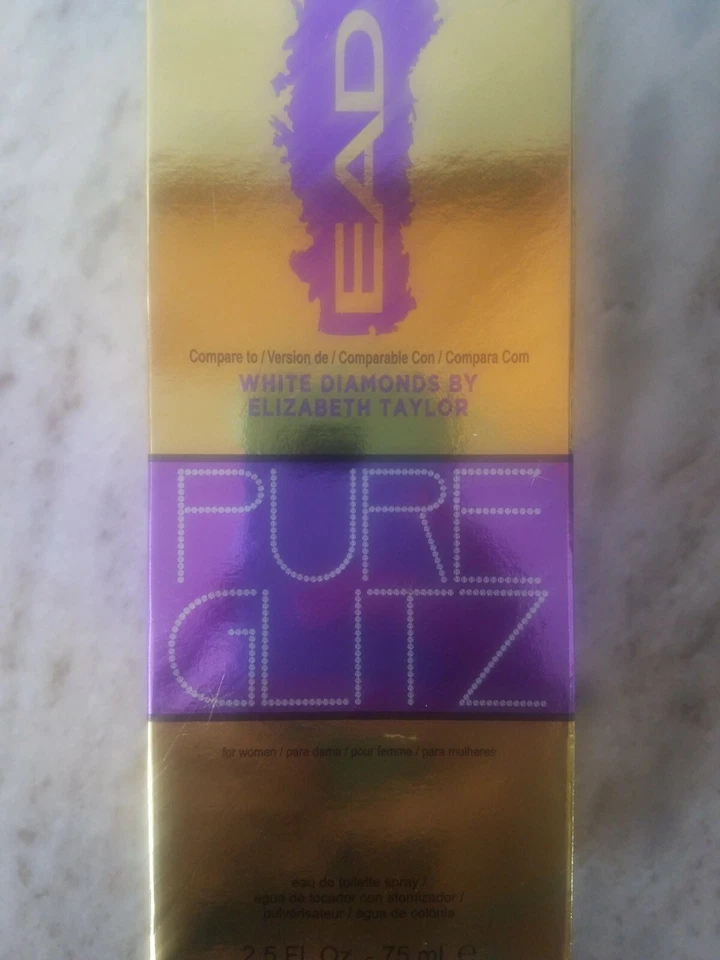 EAD
Compare to / Version de / Comparable Con / Compara Com
WHITE DIAMONDS BY
ELIZABETH TAYLOR
PURE
GLITZ
for women / para dama / pour femme / para mulheres
eau de toilette spray /
agua de tocador con atomizador /
pulvérisateur / água de colônia
2.5 Fl. Oz. - 75 mL e